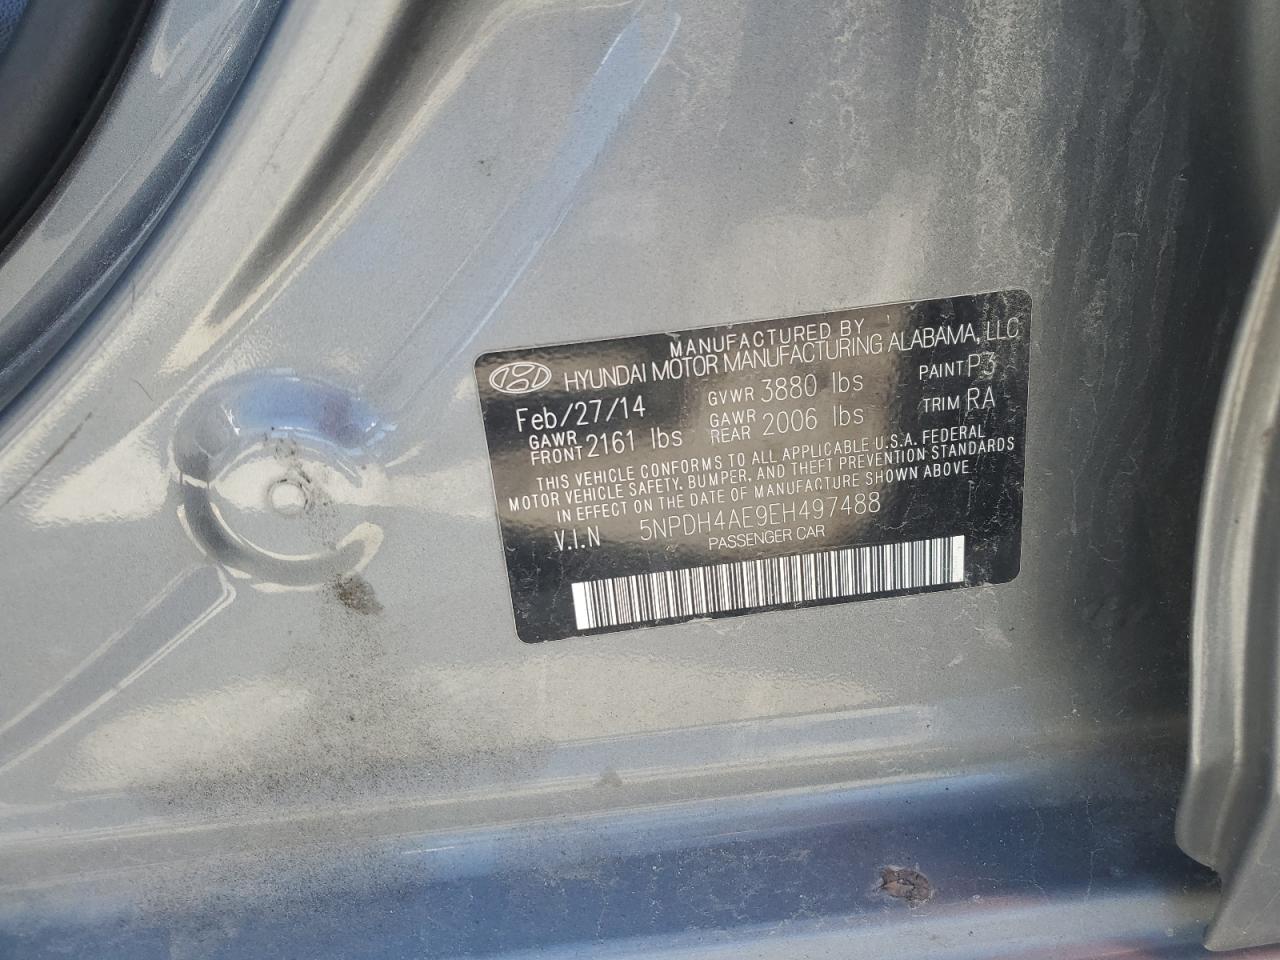 MANUFACTURED BY
HYUNDAI MOTOR MANUFACTURING ALABAMA, LLC
Feb/27/14 GVWR 3880 lbs PAINT P3
GAWR FRONT 2161 lbs GAWR REAR 2006 lbs TRIM RA
THIS VEHICLE CONFORMS TO ALL APPLICABLE U.S.A. FEDERAL
MOTOR VEHICLE SAFETY, BUMPER, AND THEFT PREVENTION STANDARDS
IN EFFECT ON THE DATE OF MANUFACTURE SHOWN ABOVE.
V.I.N 5NPDH4AE9EH497488
PASSENGER CAR